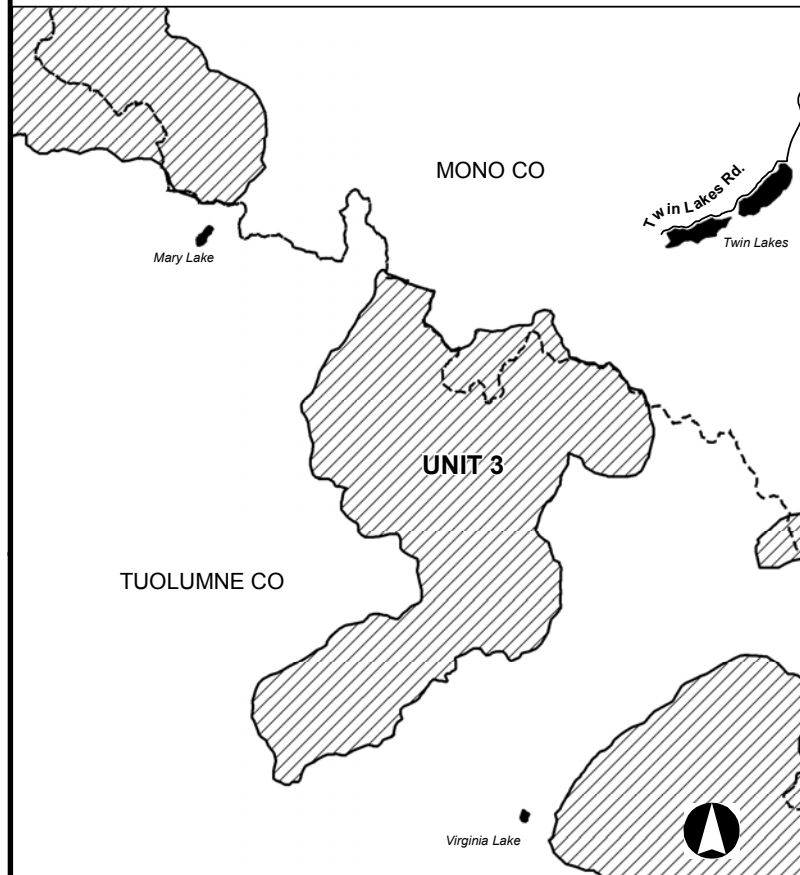 MONO CO
Twin Lakes Rd.
Twin Lakes
Mary Lake
UNIT 3
TUOLUMNE CO
Virginia Lake